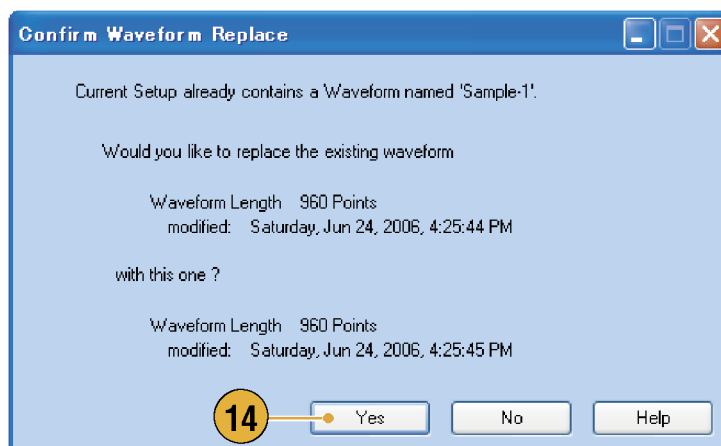 Confirm Waveform Replace
Current Setup already contains a Waveform named 'Sample-1'.
Would you like to replace the existing waveform
Waveform Length 960 Points
modified: Saturday, Jun 24, 2006, 4:25:44 PM
with this one ?
Waveform Length 960 Points
modified: Saturday, Jun 24, 2006, 4:25:45 PM
14 Yes No Help